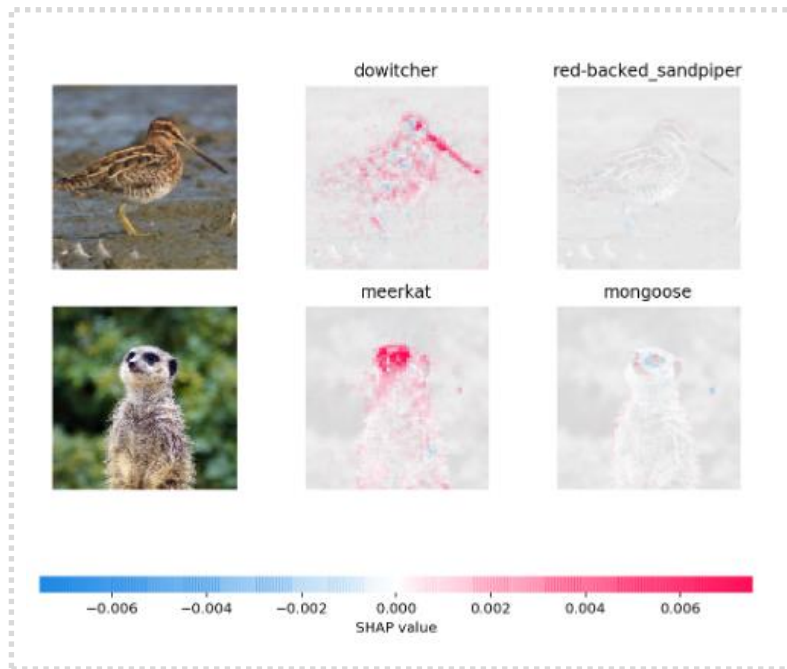 dowitcher red-backed_sandpiper
meerkat mongoose
−0.006 −0.004 −0.002 0.000 0.002 0.004 0.006
SHAP value